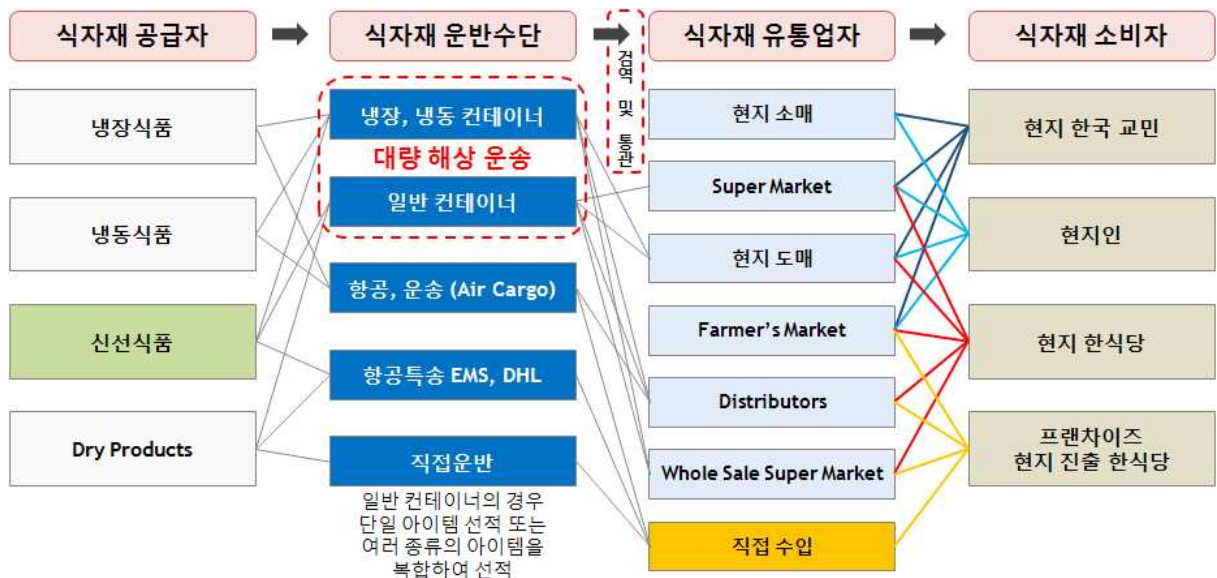 식자재 공급자
식자재 운반수단
검역 및 통관
식자재 유통업자
식자재 소비자
냉장식품
냉동식품
신선식품
Dry Products
냉장, 냉동 컨테이너
대량 해상 운송
일반 컨테이너
항공, 운송 (Air Cargo)
항공특송 EMS, DHL
직접운반
일반 컨테이너의 경우
단일 아이템 선적 또는
여러 종류의 아이템을
복합하여 선적
현지 소매
Super Market
현지 도매
Farmer's Market
Distributors
Whole Sale Super Market
직접 수입
현지 한국 교민
현지인
현지 한식당
프랜차이즈
현지 진출 한식당